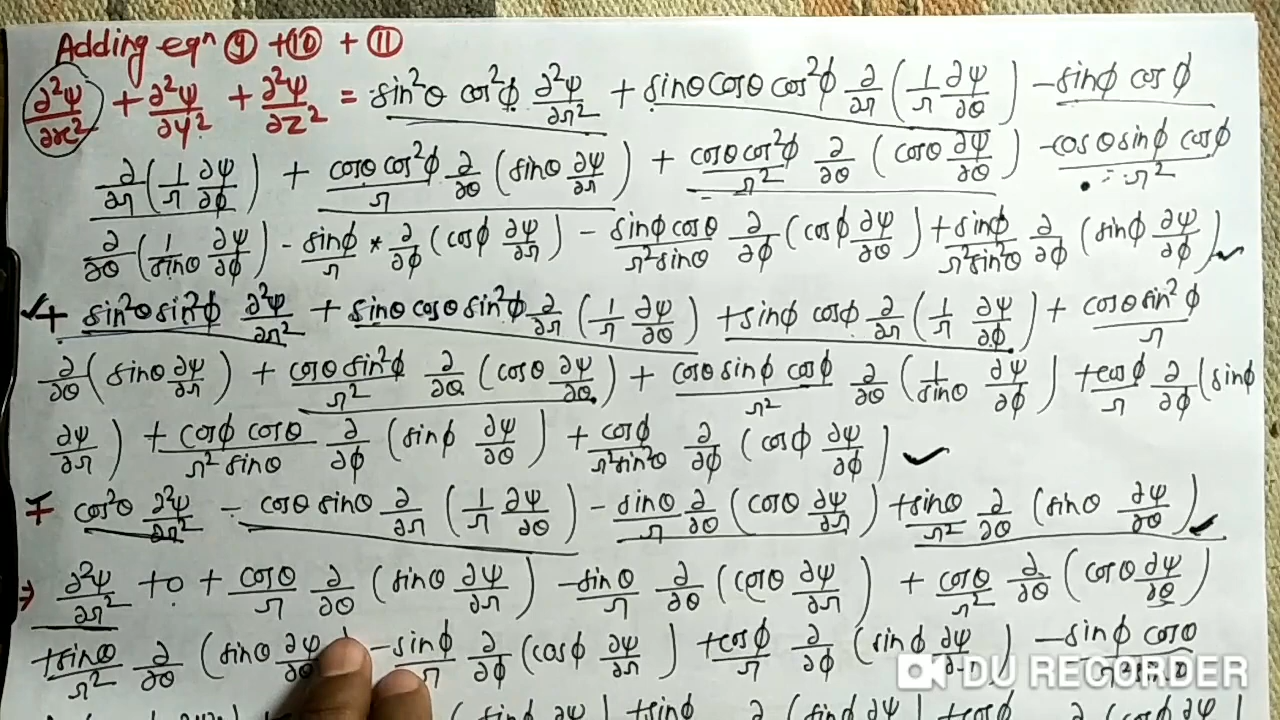 Adding eqn ⑨ + ⑩ + ⑪
∂²ψ/∂x² + ∂²ψ/∂y² + ∂²ψ/∂z² = sin²θ cos²φ ∂²ψ/∂r² + sinθ cosθ cos²φ ∂/∂r (1/r ∂ψ/∂θ) - sinφ cosφ
∂/∂r (1/r ∂ψ/∂φ) + cosθ cos²φ/r ∂/∂θ (sinθ ∂ψ/∂r) + cosθ cos²φ/r² ∂/∂θ (cosθ ∂ψ/∂θ) - cosθ sinφ cosφ/r²
∂/∂θ (1/sinθ ∂ψ/∂φ) - sinφ/r * ∂/∂φ (cosφ ∂ψ/∂r) - sinφ cosθ/r² sinθ ∂/∂φ (cosφ ∂ψ/∂θ) + sinφ/r² sin²θ ∂/∂φ (sinφ ∂ψ/∂φ) ✓
✓ + sin²θ sin²φ ∂²ψ/∂r² + sinθ cosθ sin²φ ∂/∂r (1/r ∂ψ/∂θ) + sinφ cosφ ∂/∂r (1/r ∂ψ/∂φ) + cosθ sin²φ/r
∂/∂θ (sinθ ∂ψ/∂r) + cosθ sin²φ/r² ∂/∂θ (cosθ ∂ψ/∂θ) + cosθ sinφ cosφ/r² ∂/∂θ (1/sinθ ∂ψ/∂φ) + cosφ/r ∂/∂φ (sinφ
∂ψ/∂r) + cosφ cosθ/r² sinθ ∂/∂φ (sinφ ∂ψ/∂θ) + cosφ/r² sin²θ ∂/∂φ (cosφ ∂ψ/∂φ) ✓
+ cos²θ ∂²ψ/∂r² - cosθ sinθ ∂/∂r (1/r ∂ψ/∂θ) - sinθ/r ∂/∂θ (cosθ ∂ψ/∂r) + sinθ/r² ∂/∂θ (sinθ ∂ψ/∂θ) ✓
⇒ ∂²ψ/∂r² + 0 + cosθ/r ∂/∂θ (sinθ ∂ψ/∂r) - sinθ/r ∂/∂θ (cosθ ∂ψ/∂r) + cosθ/r² ∂/∂θ (cosθ ∂ψ/∂θ)
+ sinθ/r² ∂/∂θ (sinθ ∂ψ/∂θ - sinφ/r ∂/∂φ (cosφ ∂ψ/∂r) + cosφ/r ∂/∂φ (sinφ ∂ψ/∂r) - sinφ cosθ
DU RECORDER